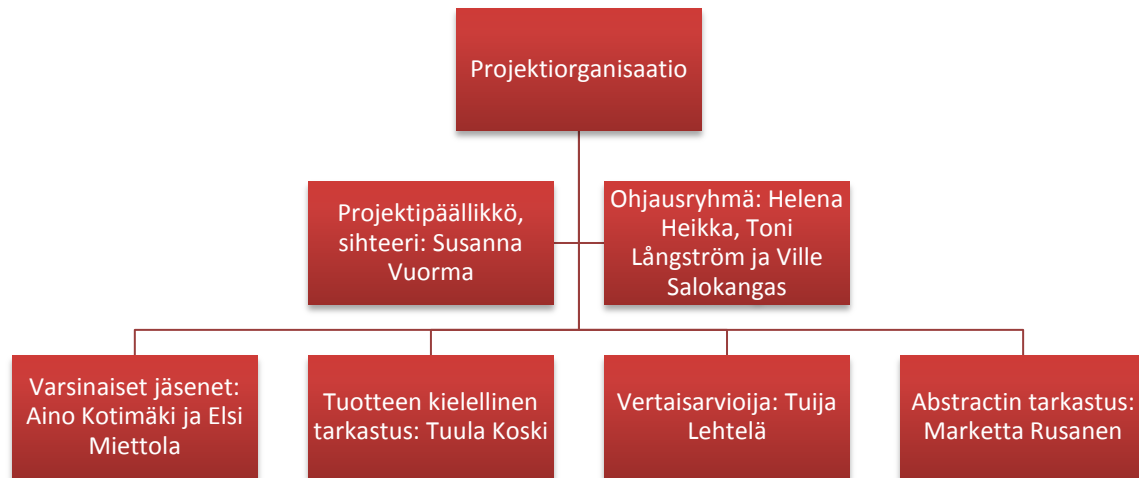 Projektiorganisaatio
Projektipäällikkö,
sihteeri: Susanna
Vuorma
Ohjausryhmä: Helena
Heikka, Toni
Långström ja Ville
Salokangas
Varsinaiset jäsenet:
Aino Kotimäki ja Elsi
Miettola
Tuotteen kielellinen
tarkastus: Tuula Koski
Vertaisarvioija: Tuija
Lehtelä
Abstractin tarkastus:
Marketta Rusanen